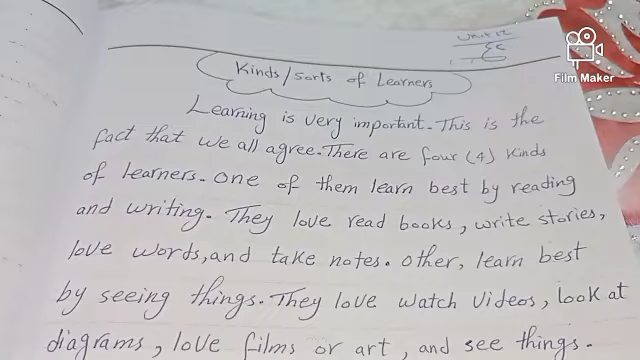 Unit 12
Film Maker
Kinds/Sorts of Learners
Learning is very important. This is the
fact that we all agree. There are four (4) kinds
of learners. One of them learn best by reading
and writing. They love read books, write stories,
love words, and take notes. Other, learn best
by seeing things. They love watch videos, look at
diagrams, love films or art, and see things.